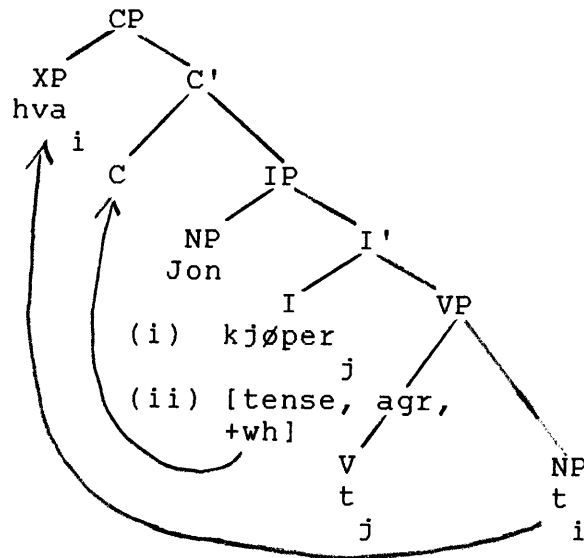 CP
XP C'
hva
i
C IP
NP I'
Jon
I VP
(i) kjøper
j
(ii) [tense, agr,
+wh]
V NP
t t
j i